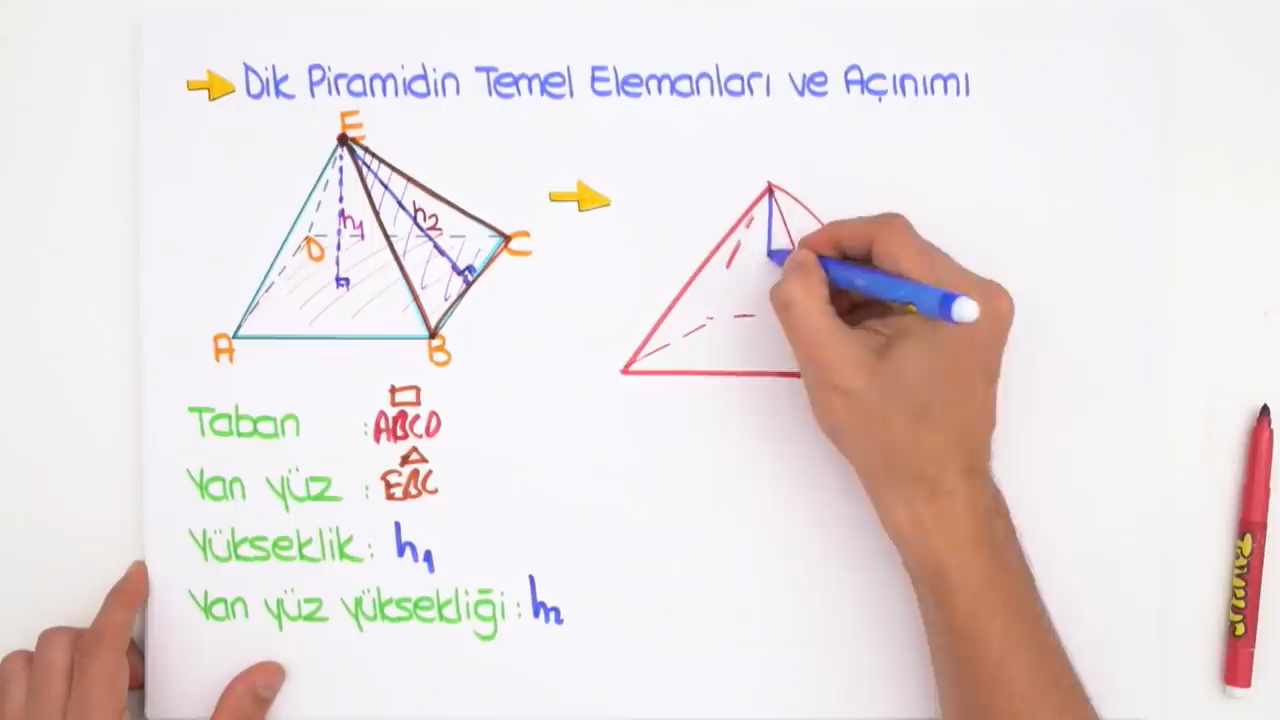 Dik Piramidin Temel Elemanları ve Açınımı
E
h1
h2
D
C
A
B
Taban : ABCD
Yan yüz : EBC
Yükseklik: h1
Yan yüz yüksekliği : h2